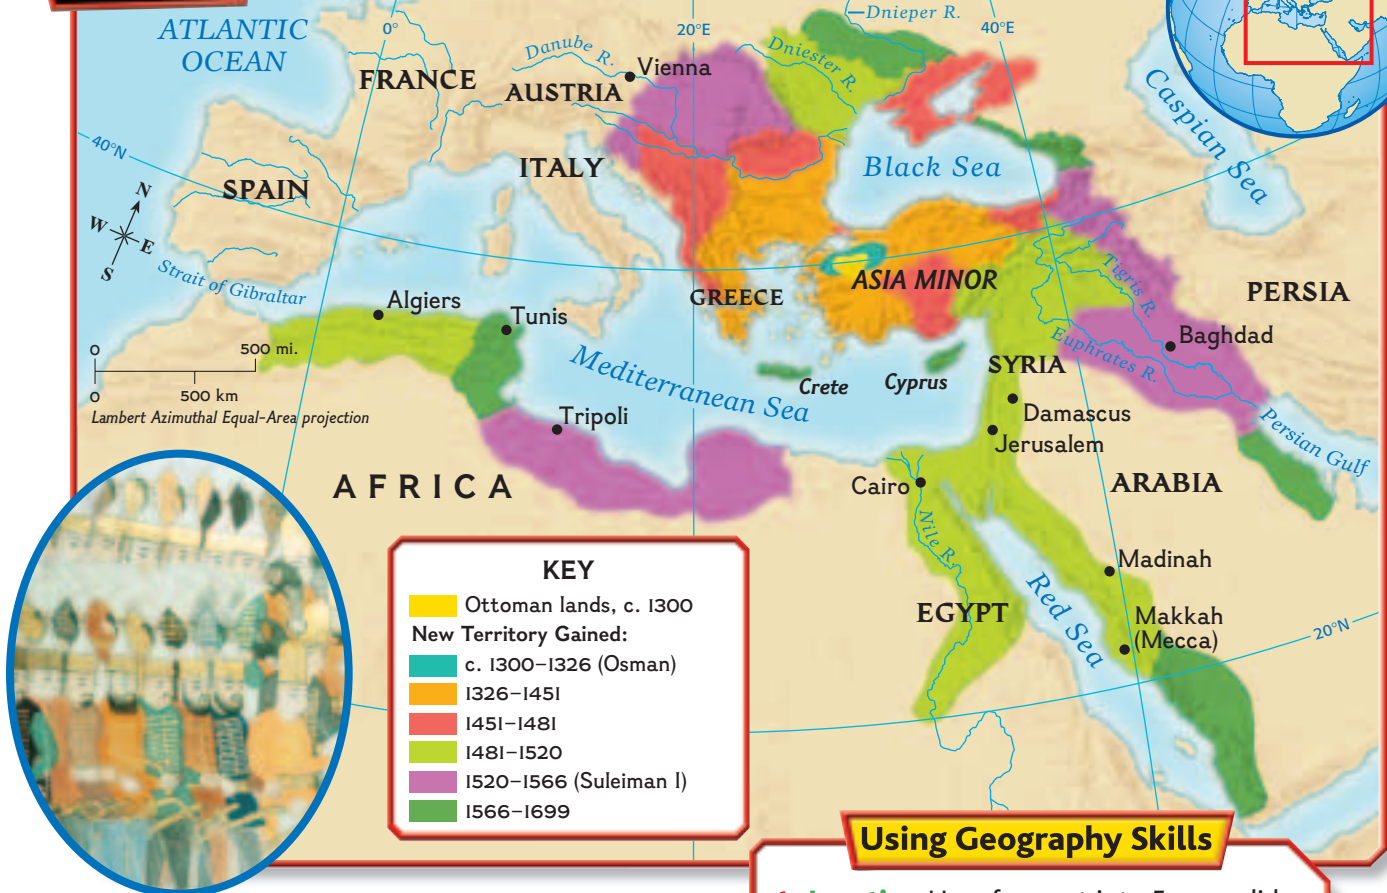 ATLANTIC
OCEAN
0°
20°E
Dnieper R.
40°E
Danube R.
Vienna
Dniester R.
FRANCE
AUSTRIA
Caspian Sea
40°N
ITALY
Black Sea
SPAIN
N
W
E
S
Strait of Gibraltar
Algiers
Tunis
GREECE
ASIA MINOR
Tigris R.
PERSIA
Baghdad
0
500 mi.
0
500 km
Lambert Azimuthal Equal-Area projection
Mediterranean Sea
Crete
Cyprus
SYRIA
Euphrates R.
Damascus
Jerusalem
Tripoli
Persian Gulf
AFRICA
Cairo
ARABIA
Nile R.
Madinah
EGYPT
Red Sea
Makkah
(Mecca)
20°N
KEY
Ottoman lands, c. 1300
New Territory Gained:
c. 1300–1326 (Osman)
1326–1451
1451–1481
1481–1520
1520–1566 (Suleiman I)
1566–1699
Using Geography Skills